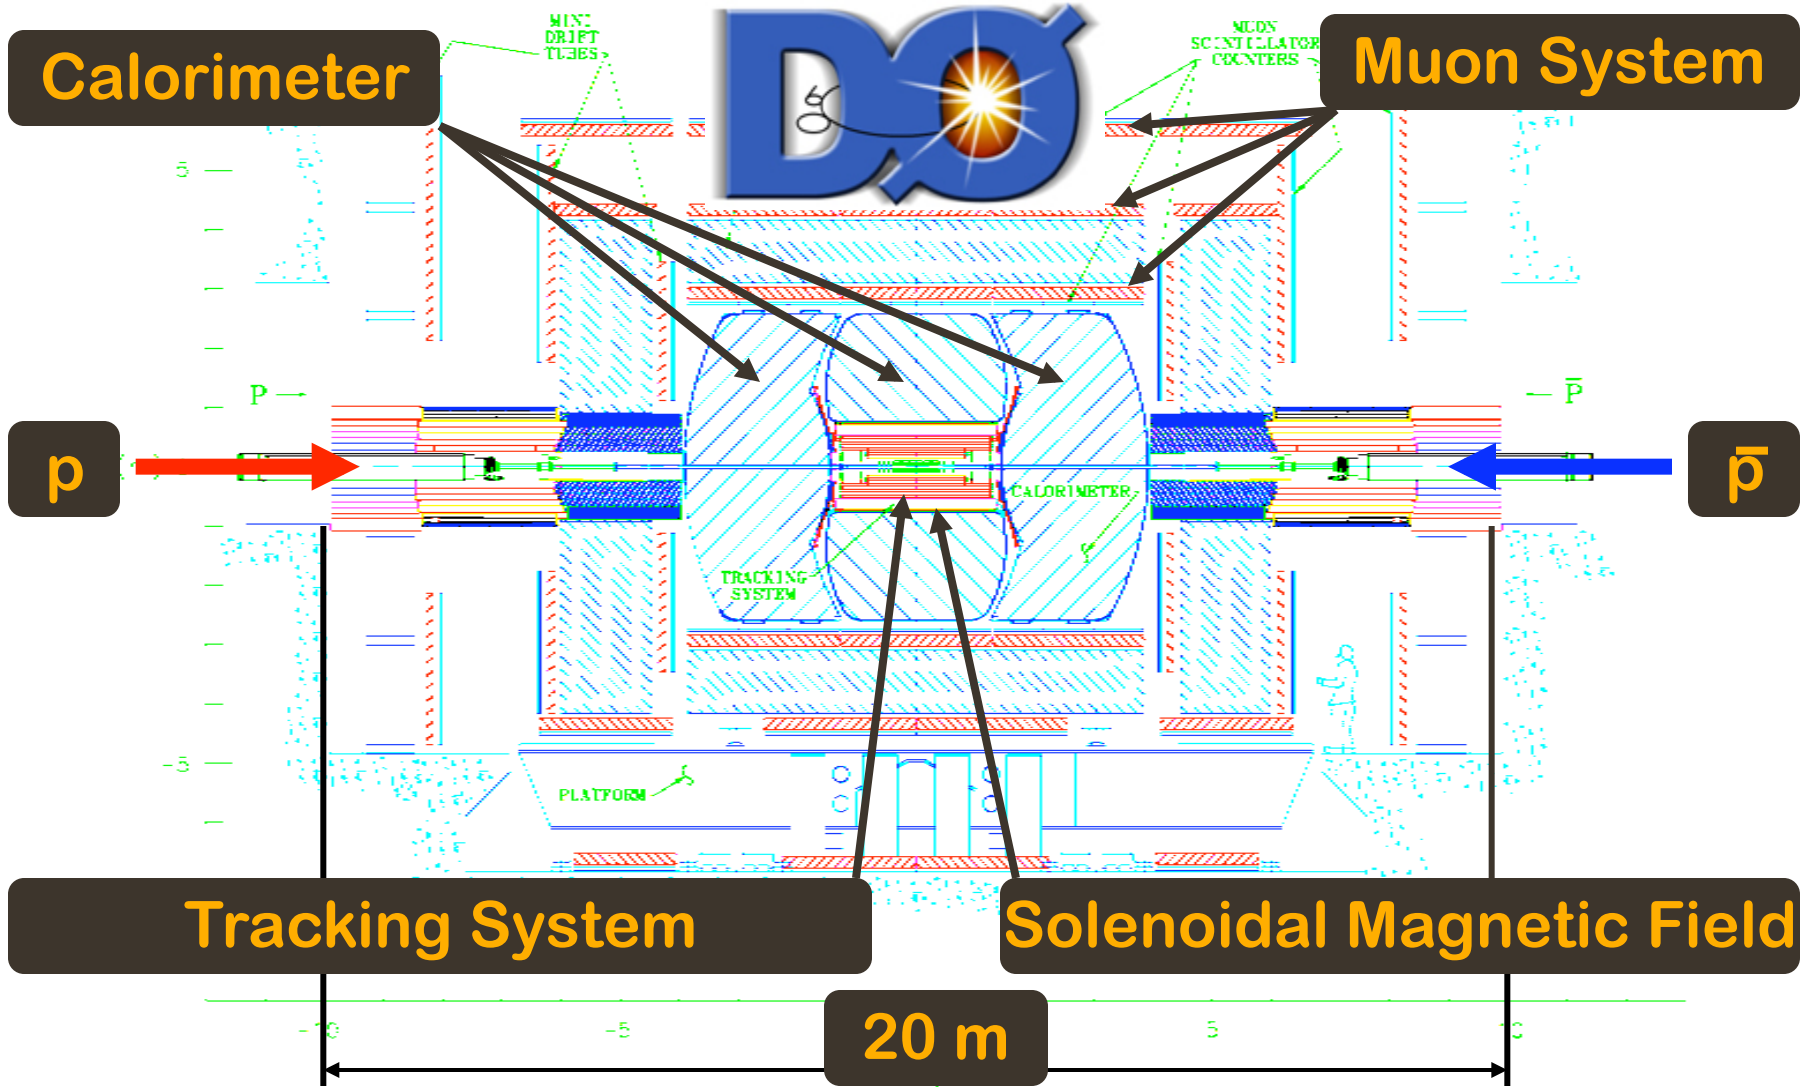 MINI
DRIFT
TUBES
DØ
MUON
SCINTILLATOR
COUNTERS
Calorimeter
Muon System
5
P
P̅
p
p̅
CALORIMETER
TRACKING
SYSTEM
-5
PLATFORM
Tracking System
Solenoidal Magnetic Field
-10
-5
5
10
20 m